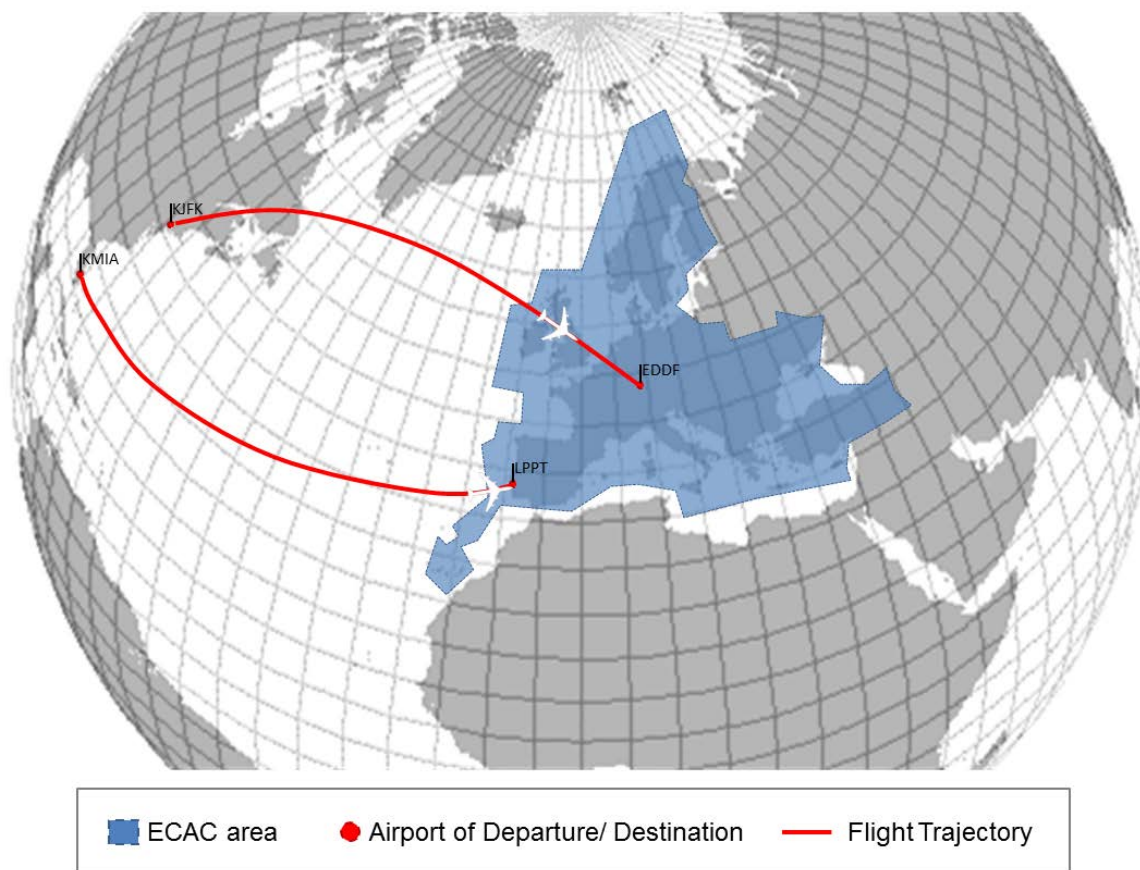 KJFK
KMIA
EDDF
LPPT
ECAC area
Airport of Departure/ Destination
Flight Trajectory